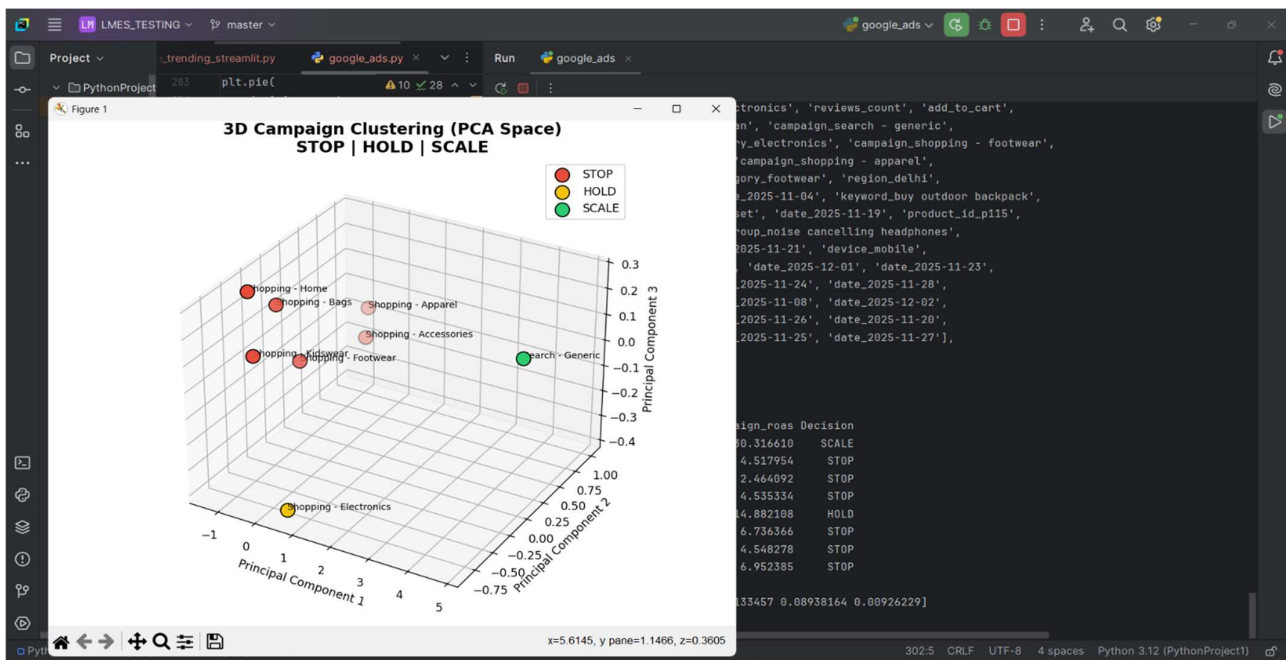 LM LMES_TESTING master google_ads
Project _trending_streamlit.py google_ads.py Run google_ads
PythonProject 283 plt.pie( 10 28
Figure 1
3D Campaign Clustering (PCA Space)
STOP | HOLD | SCALE
STOP
HOLD
SCALE
0.3
0.2
0.1
0.0
−0.1
−0.2
−0.3
−0.4
Principal Component 3
Shopping - Home
Shopping - Bags
Shopping - Apparel
Shopping - Accessories
Shopping - Kidswear
Shopping - Footwear
Search - Generic
Shopping - Electronics
1.00
0.75
0.50
0.25
0.00
−0.25
−0.50
−0.75
Principal Component 2
−1
0
1
2
3
4
5
Principal Component 1
x=5.6145, y pane=1.1466, z=0.3605
ctronics', 'reviews_count', 'add_to_cart',
an', 'campaign_search - generic',
ry_electronics', 'campaign_shopping - footwear',
'campaign_shopping - apparel',
gory_footwear', 'region_delhi',
_2025-11-04', 'keyword_buy outdoor backpack',
set', 'date_2025-11-19', 'product_id_p115',
roup_noise cancelling headphones',
2025-11-21', 'device_mobile',
, 'date_2025-12-01', 'date_2025-11-23',
_2025-11-24', 'date_2025-11-28',
_2025-11-08', 'date_2025-12-02',
_2025-11-26', 'date_2025-11-20',
_2025-11-25', 'date_2025-11-27'],
aign_roas Decision
30.316610 SCALE
4.517954 STOP
2.464092 STOP
4.535334 STOP
14.882108 HOLD
6.736366 STOP
4.548278 STOP
6.952385 STOP
133457 0.08938164 0.00926229]
Pyt 302:5 CRLF UTF-8 4 spaces Python 3.12 (PythonProject1)